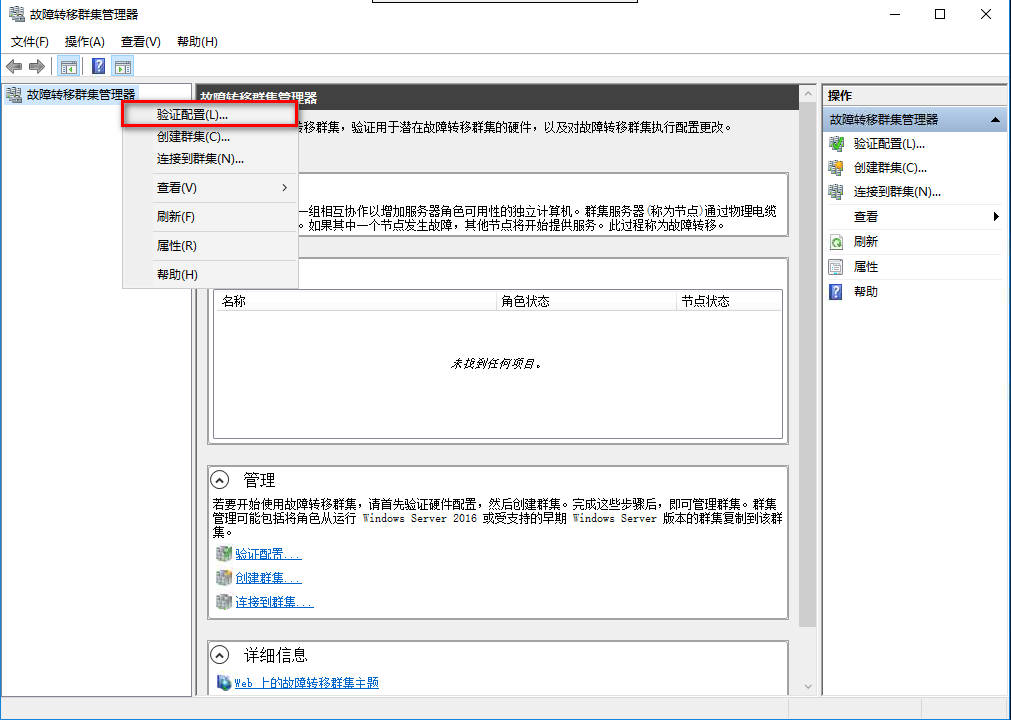 故障转移群集管理器
文件(F) 操作(A) 查看(V) 帮助(H)
故障转移群集管理器
验证配置(L)...
创建群集(C)...
连接到群集(N)...
查看(V)
刷新(F)
属性(R)
帮助(H)
故障转移群集管理器
移群集，验证用于潜在故障转移群集的硬件，以及对故障转移群集执行配置更改。
一组相互协作以增加服务器角色可用性的独立计算机。群集服务器(称为节点)通过物理电缆
。如果其中一个节点发生故障，其他节点将开始提供服务。此过程称为故障转移。
名称 角色状态 节点状态
未找到任何项目。
管理
若要开始使用故障转移群集，请首先验证硬件配置，然后创建群集。完成这些步骤后，即可管理群集。群集
管理可能包括将角色从运行 Windows Server 2016 或受支持的早期 Windows Server 版本的群集复制到该群
集。
验证配置...
创建群集...
连接到群集...
详细信息
Web 上的故障转移群集主题
操作
故障转移群集管理器
验证配置(L)...
创建群集(C)...
连接到群集(N)...
查看
刷新
属性
帮助